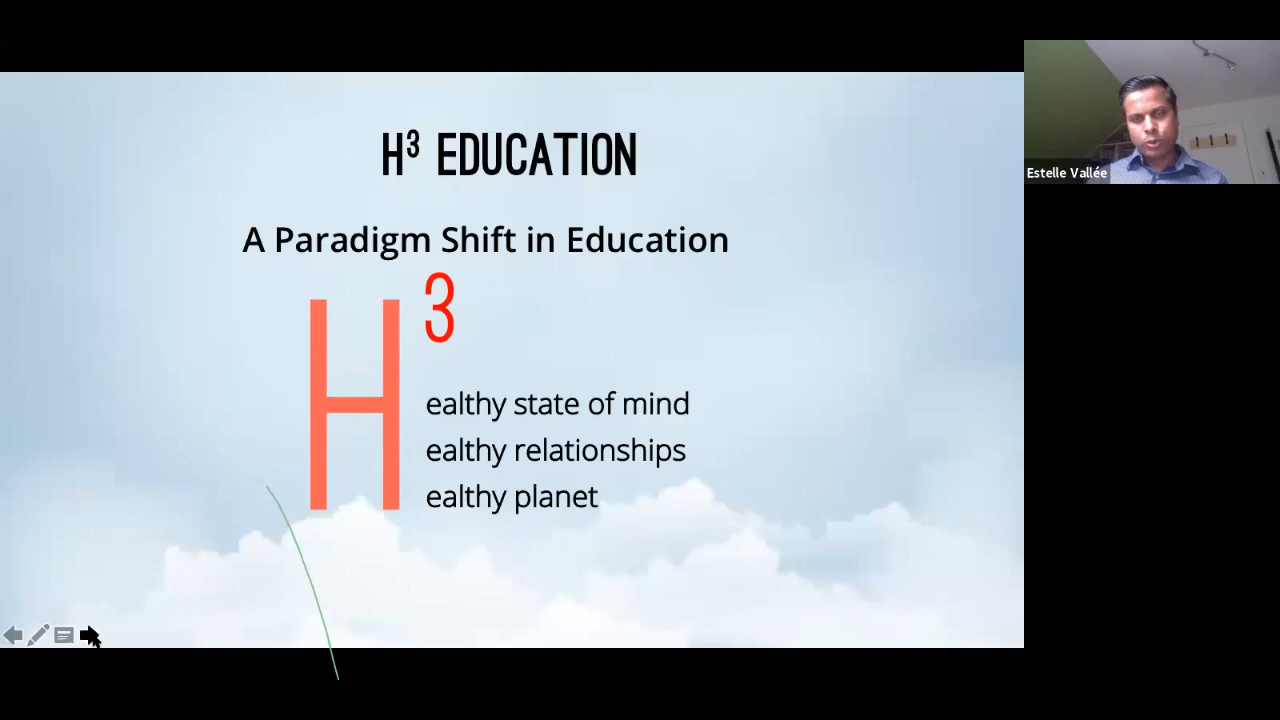 H³ EDUCATION
A Paradigm Shift in Education
H³
ealthy state of mind
ealthy relationships
ealthy planet
Estelle Vallée